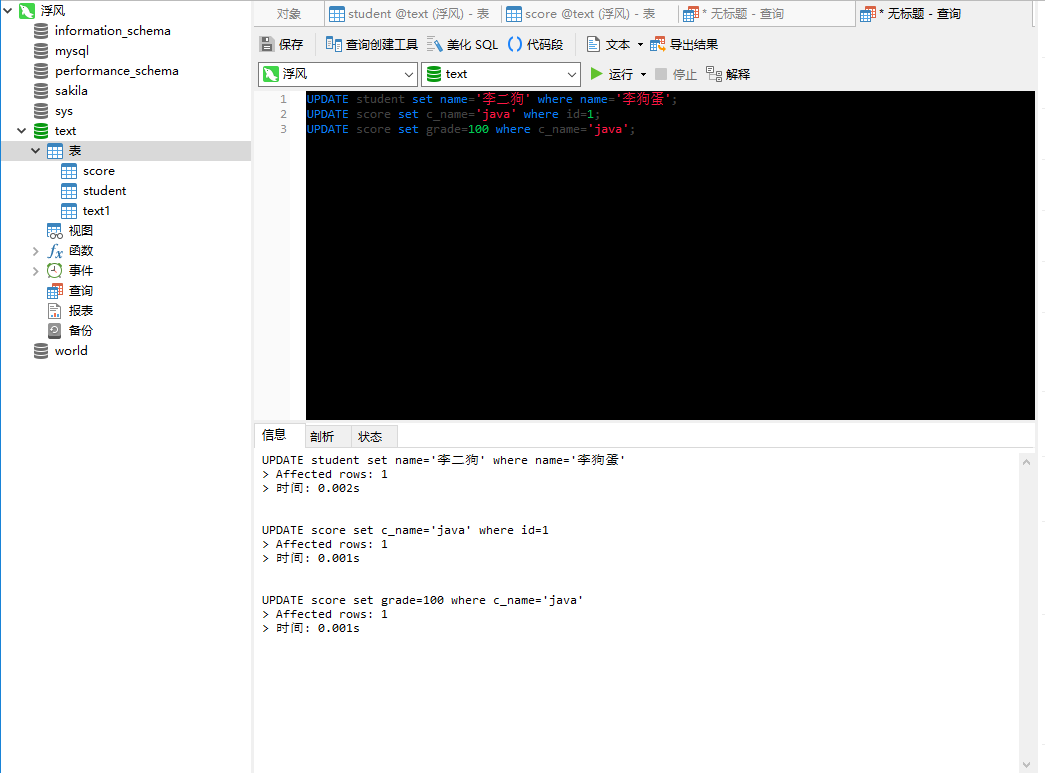 浮风
information_schema
mysql
performance_schema
sakila
sys
text
表
score
student
text1
视图
函数
事件
查询
报表
备份
world
对象 student @text (浮风) - 表 score @text (浮风) - 表 * 无标题 - 查询 * 无标题 - 查询
保存 查询创建工具 美化 SQL () 代码段 文本 导出结果
浮风 text 运行 停止 解释
1 UPDATE student set name='李二狗' where name='李狗蛋';
2 UPDATE score set c_name='java' where id=1;
3 UPDATE score set grade=100 where c_name='java';
信息 剖析 状态
UPDATE student set name='李二狗' where name='李狗蛋'
> Affected rows: 1
> 时间: 0.002s
UPDATE score set c_name='java' where id=1
> Affected rows: 1
> 时间: 0.001s
UPDATE score set grade=100 where c_name='java'
> Affected rows: 1
> 时间: 0.001s